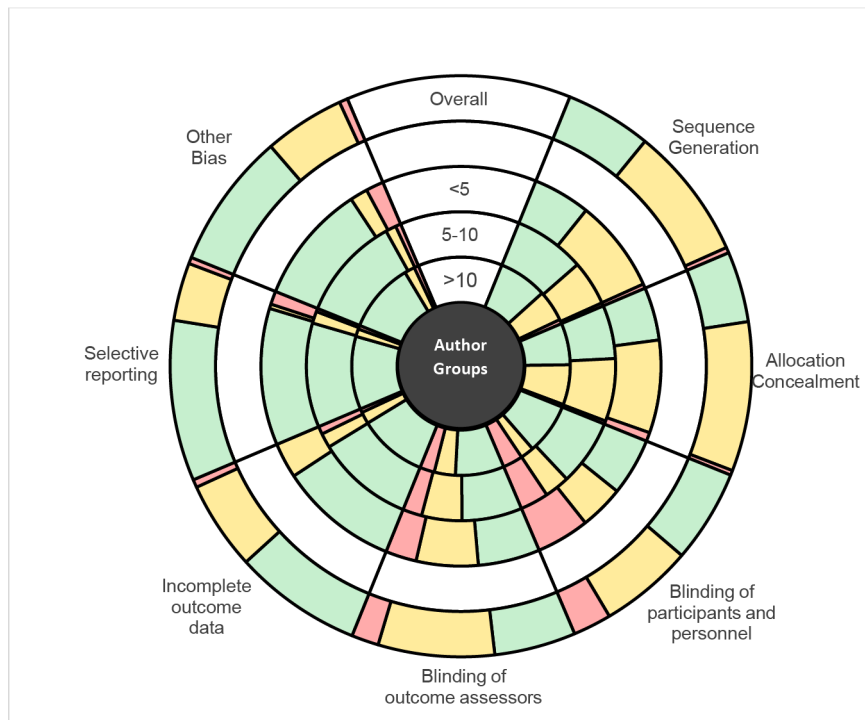 Overall
Other
Bias
Sequence
Generation
<5
5-10
>10
Author
Groups
Selective
reporting
Allocation
Concealment
Incomplete
outcome
data
Blinding of
participants and
personnel
Blinding of
outcome assessors